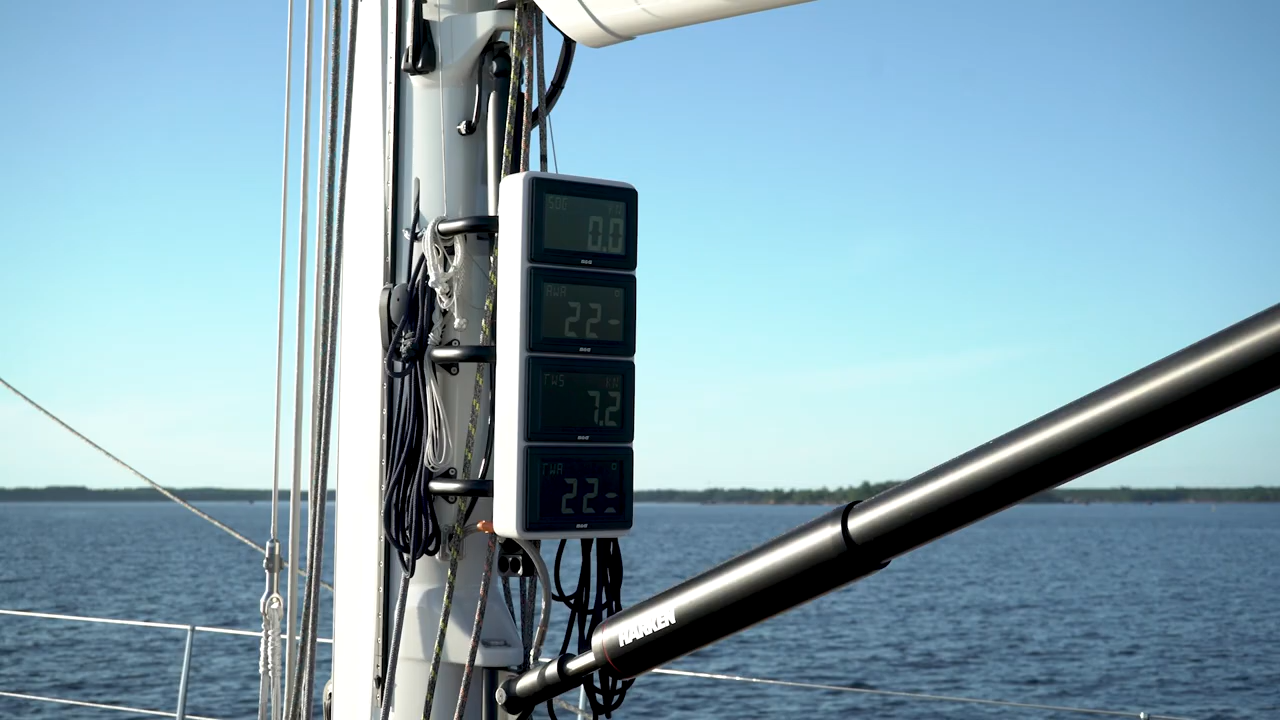 SOG
0.0
B&G
AWA °
22-
B&G
TWS KN
7.2
B&G
TWA °
22=
B&G
HARKEN